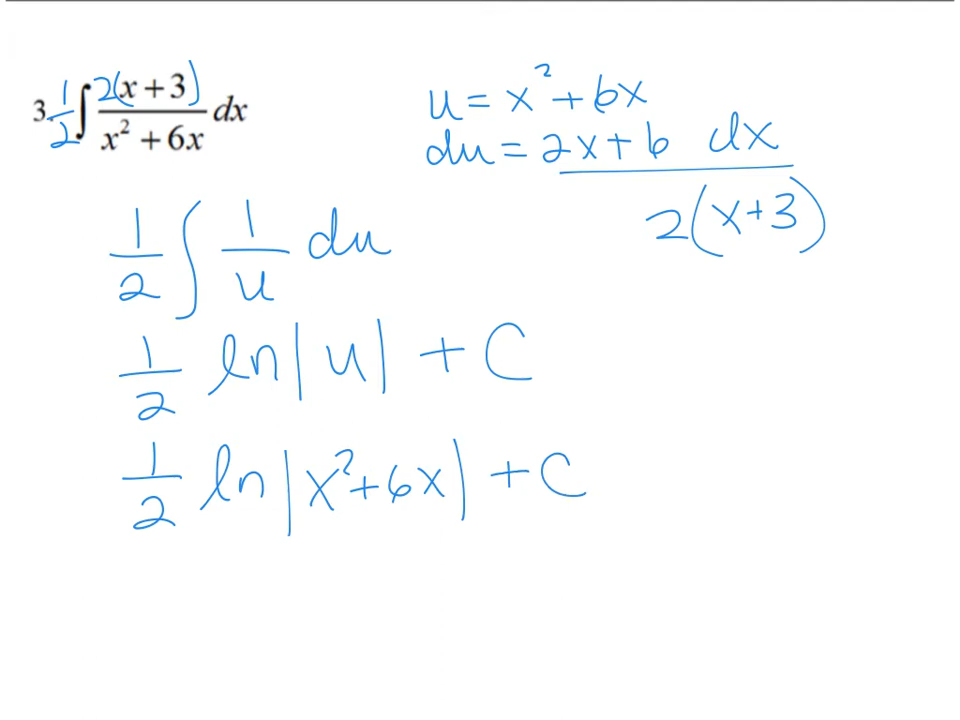 3. 1/2 ∫ 2(x + 3)/(x² + 6x) dx
u = x² + 6x
du = 2x + 6 dx
2(x+3)
1/2 ∫ 1/u du
1/2 ln|u| + C
1/2 ln|x²+6x| + C